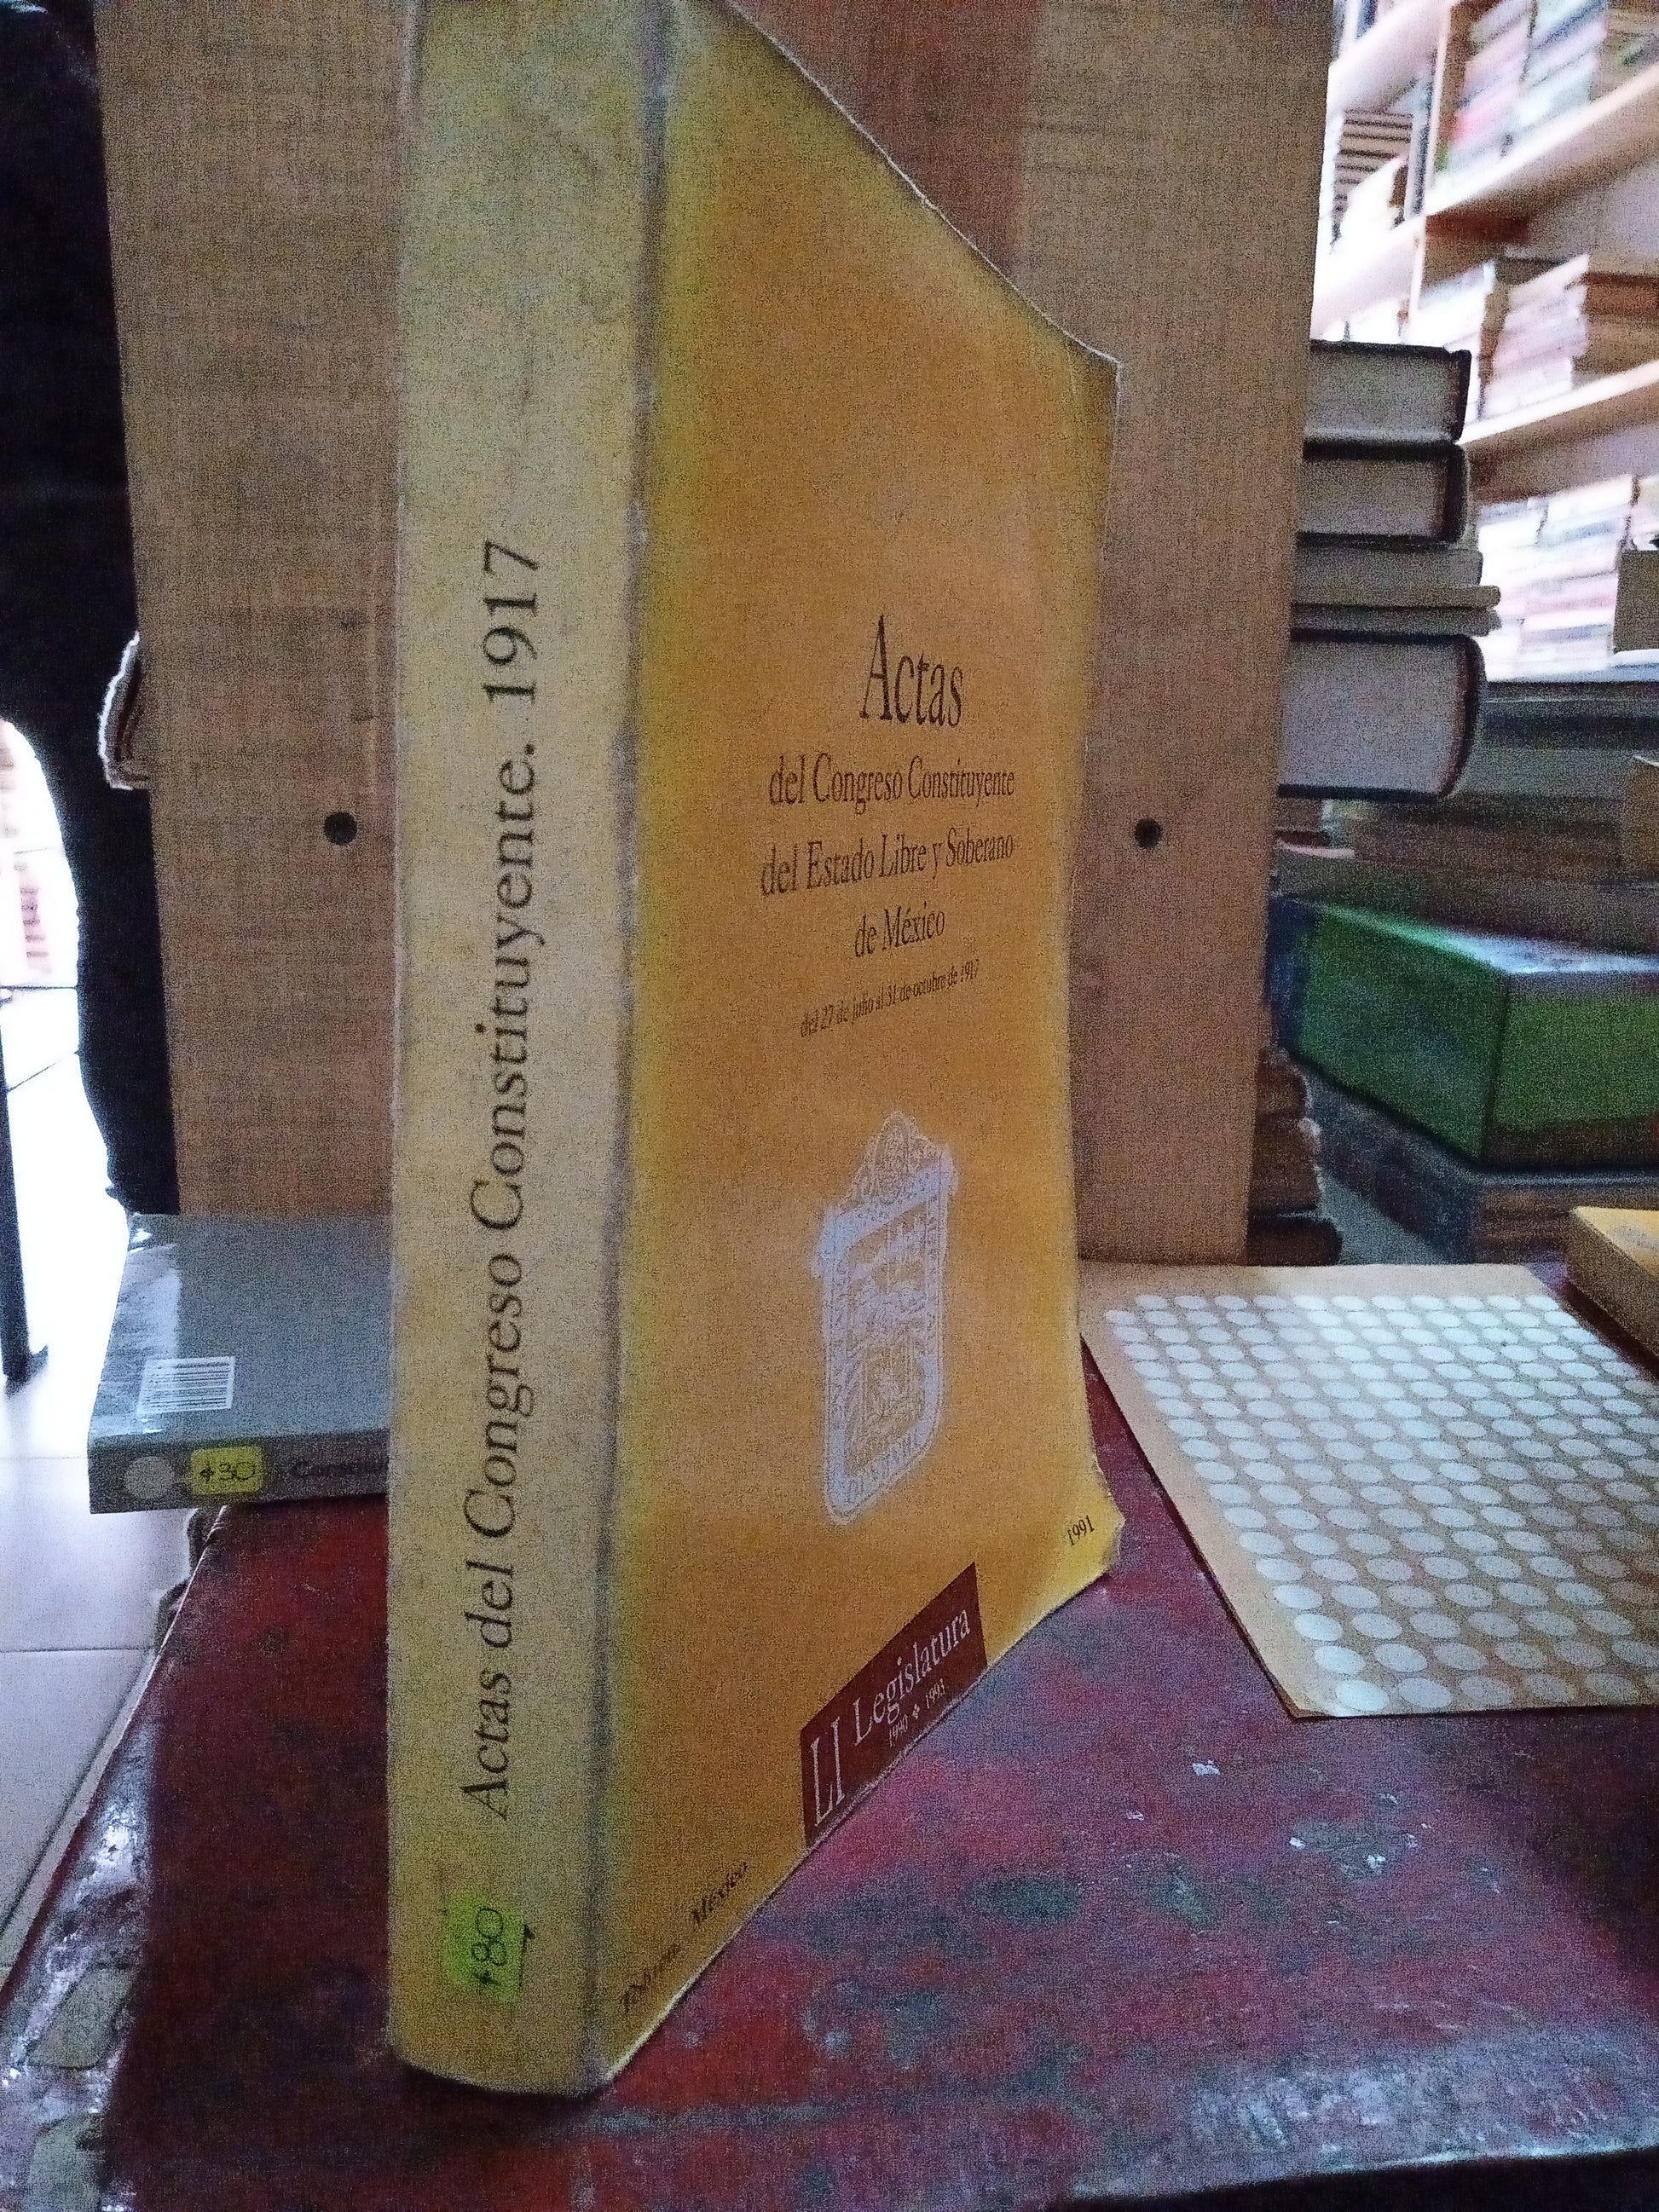 Actas del Congreso Constituyente. 1917
+80
Actas
del Congreso Constituyente
del Estado Libre y Soberano
de México
del 27 de julio al 31 de octubre de 1917
1991
LI Legislatura
1990 1993
México
+30